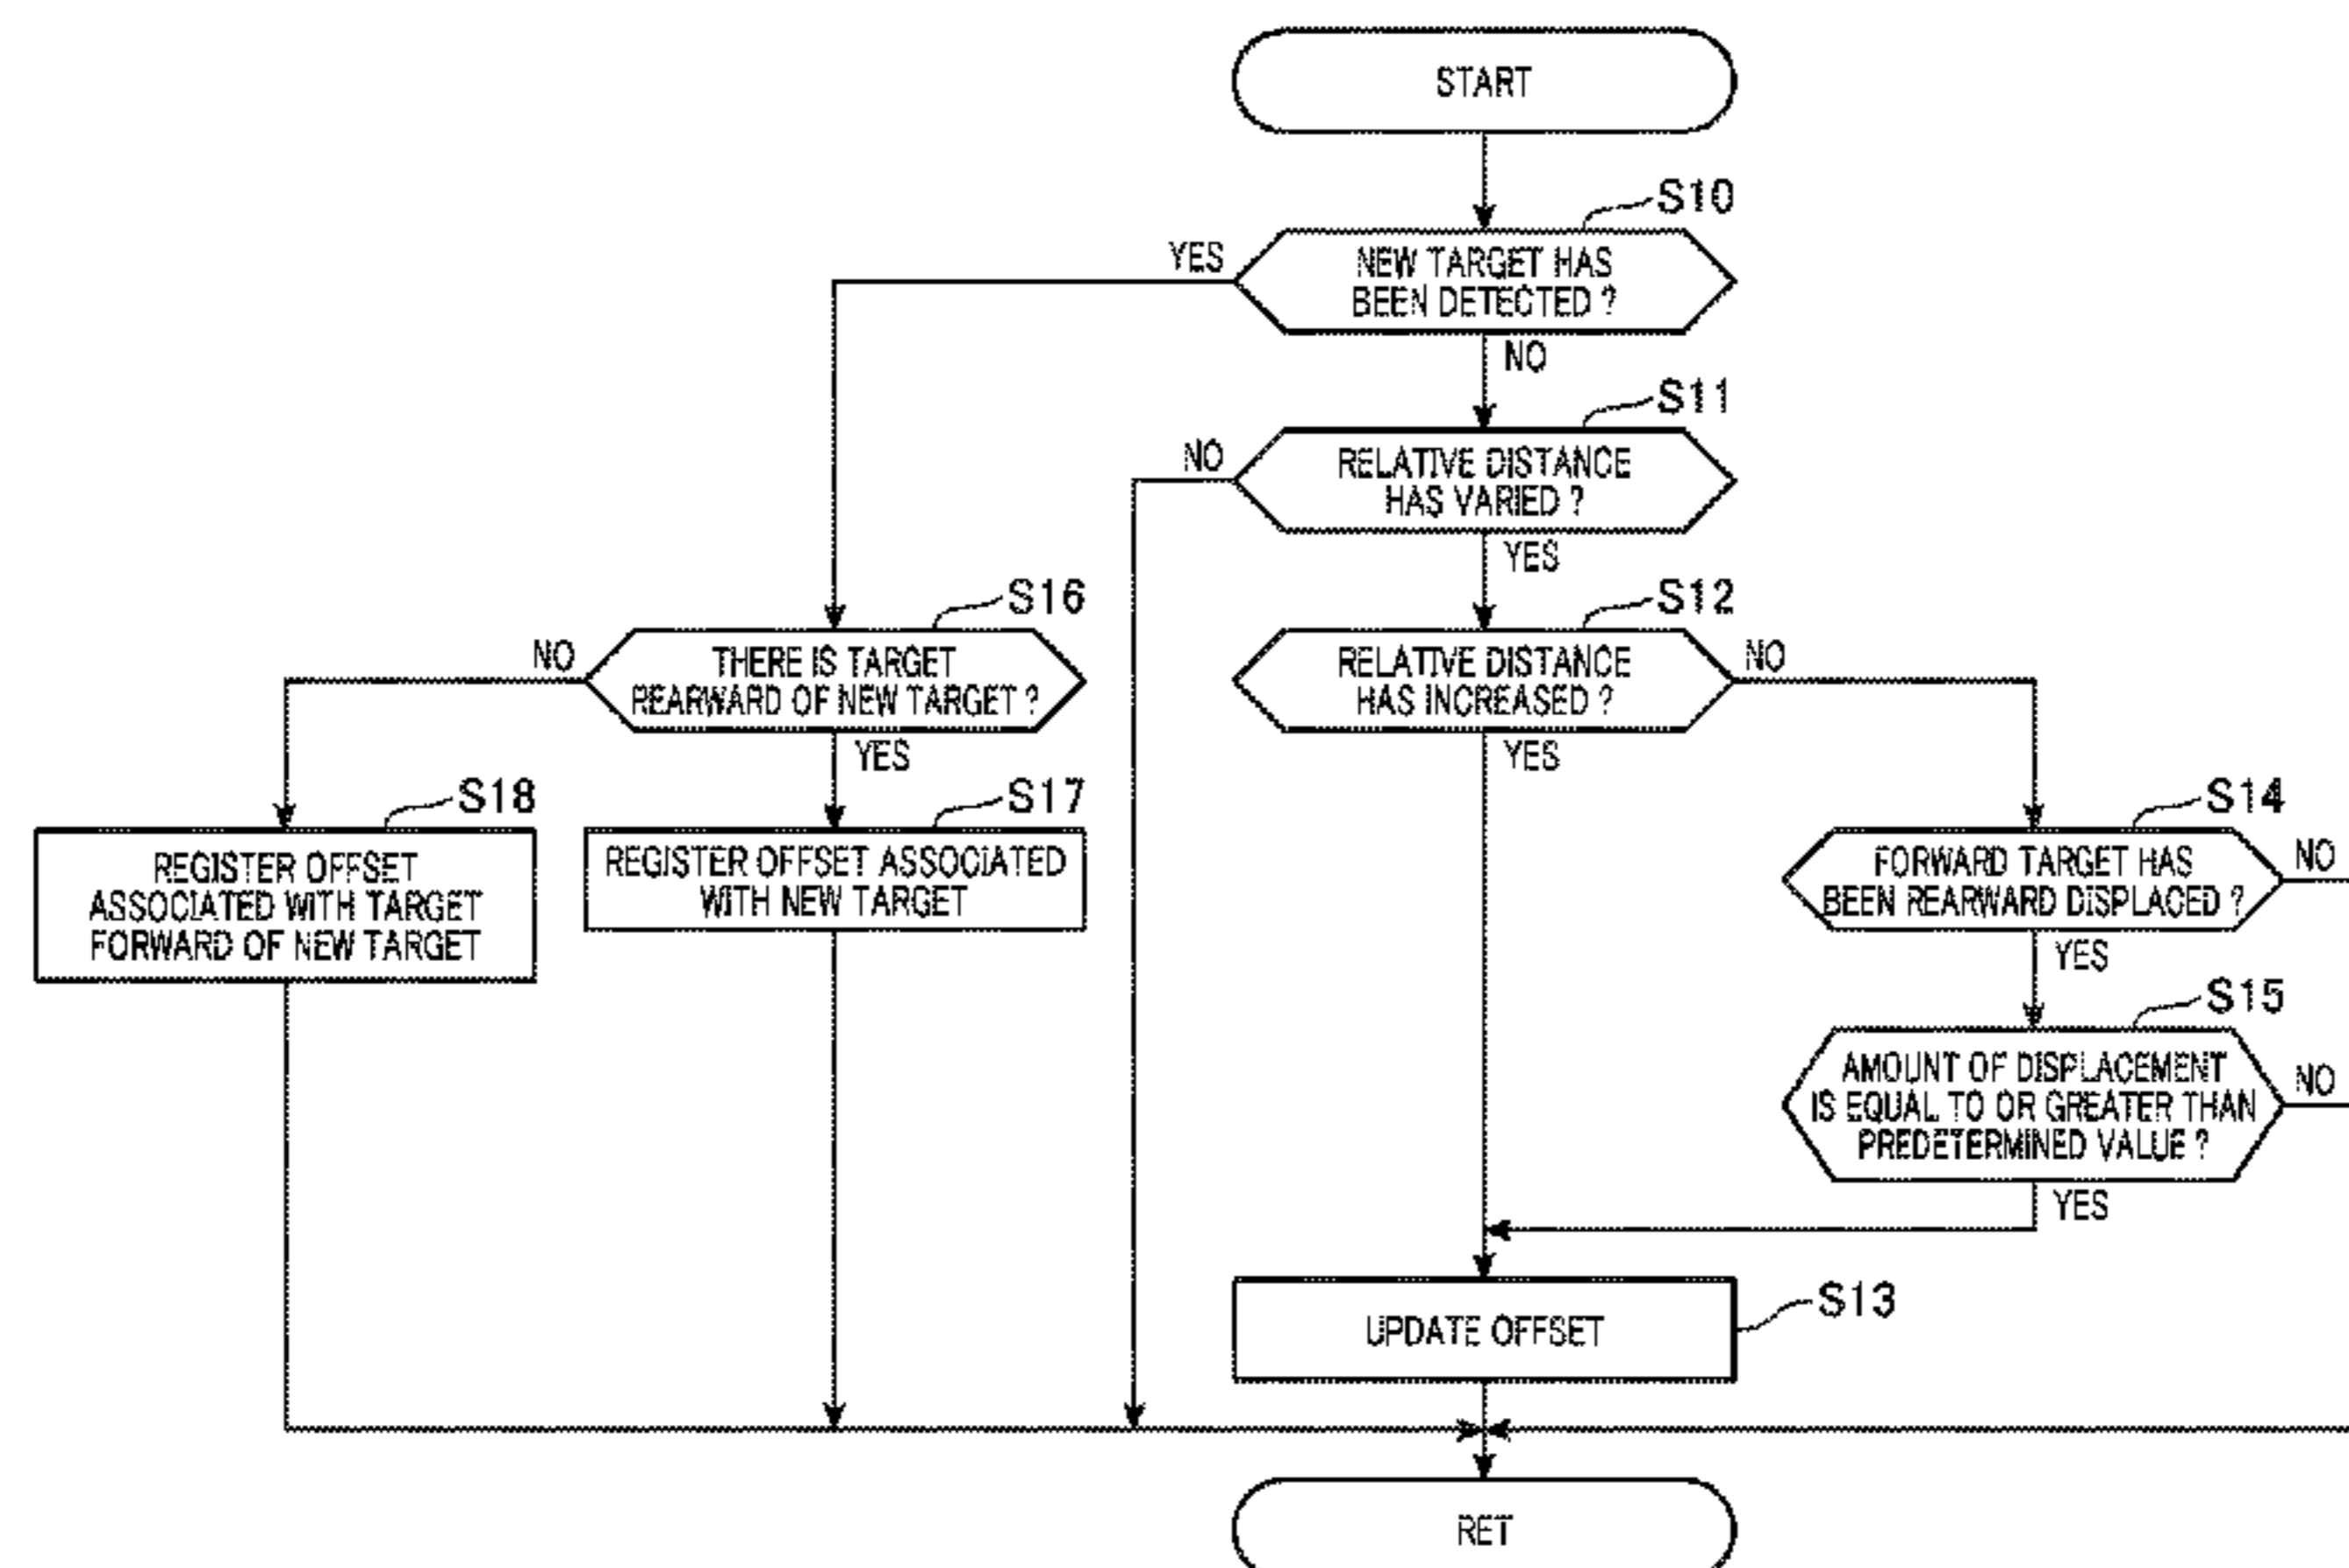 START
S10
YES
NEW TARGET HAS
BEEN DETECTED ?
NO
S11
NO
RELATIVE DISTANCE
HAS VARIED ?
YES
S16
S12
NO
THERE IS TARGET
REARWARD OF NEW TARGET ?
YES
RELATIVE DISTANCE
HAS INCREASED ?
NO
YES
S18
S17
S14
REGISTER OFFSET
ASSOCIATED WITH TARGET
FORWARD OF NEW TARGET
REGISTER OFFSET ASSOCIATED
WITH NEW TARGET
FORWARD TARGET HAS
BEEN REARWARD DISPLACED ?
NO
YES
S15
AMOUNT OF DISPLACEMENT
IS EQUAL TO OR GREATER THAN
PREDETERMINED VALUE ?
NO
YES
S13
UPDATE OFFSET
RET